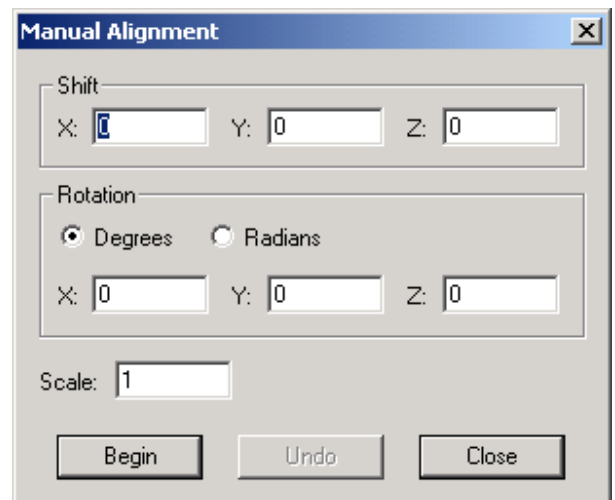 Manual Alignment
Shift
X: 0 Y: 0 Z: 0
Rotation
Degrees Radians
X: 0 Y: 0 Z: 0
Scale: 1
Begin Undo Close